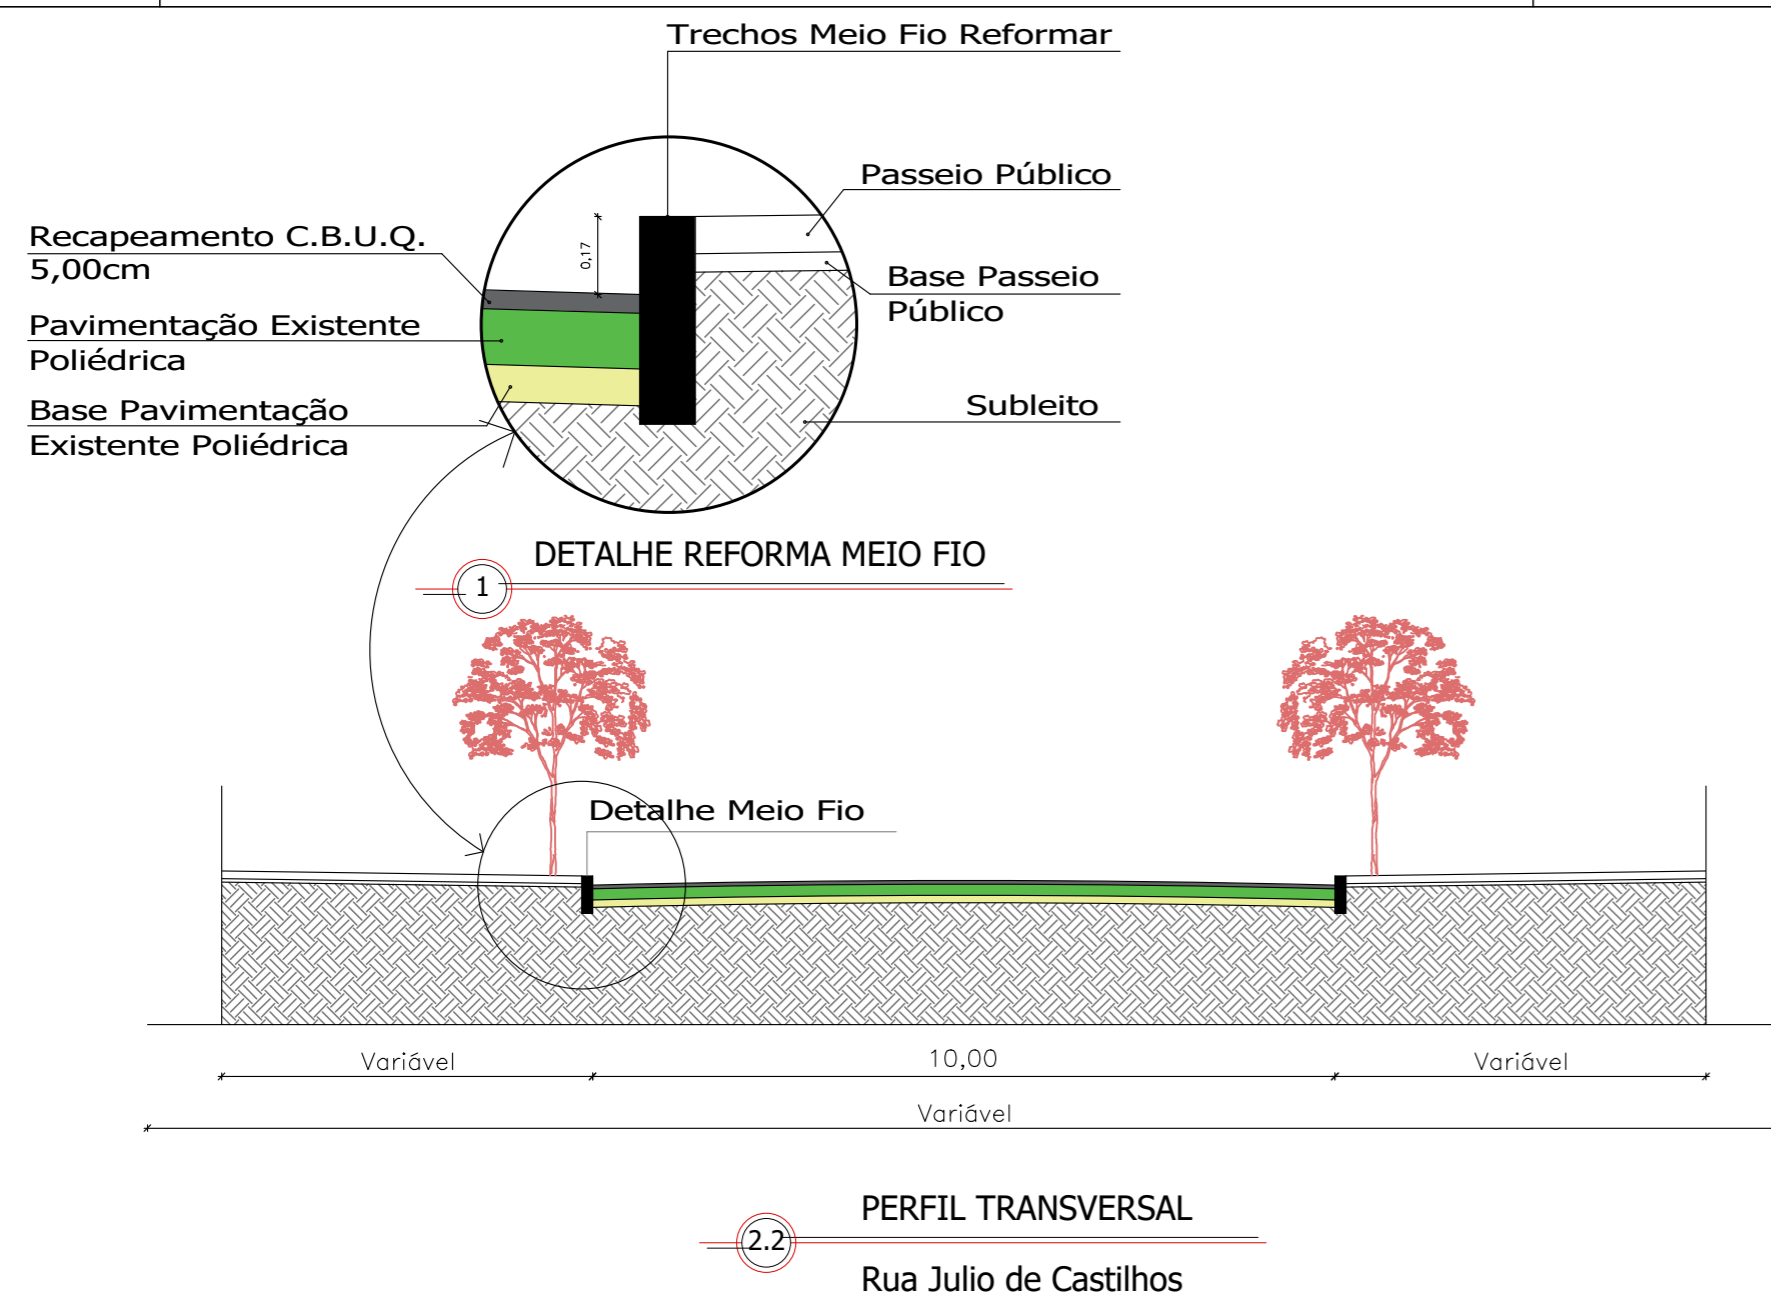 Trechos Meio Fio Reformar
Passeio Público
Recapeamento C.B.U.Q.
5,00cm
0,17
Base Passeio
Público
Pavimentação Existente
Poliédrica
Base Pavimentação
Existente Poliédrica
Subleito
DETALHE REFORMA MEIO FIO
1
Detalhe Meio Fio
Variável
10,00
Variável
Variável
PERFIL TRANSVERSAL
2.2
Rua Julio de Castilhos